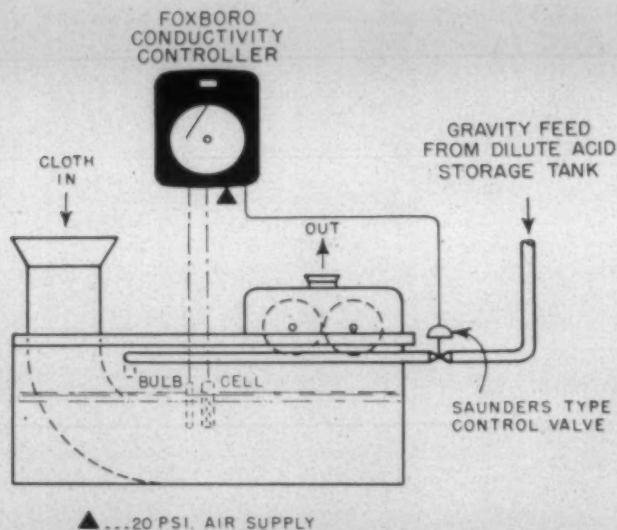 FOXBORO
CONDUCTIVITY
CONTROLLER
CLOTH
IN
GRAVITY FEED
FROM DILUTE ACID
STORAGE TANK
OUT
BULB
CELL
SAUNDERS TYPE
CONTROL VALVE
▲ ...20 PSI. AIR SUPPLY